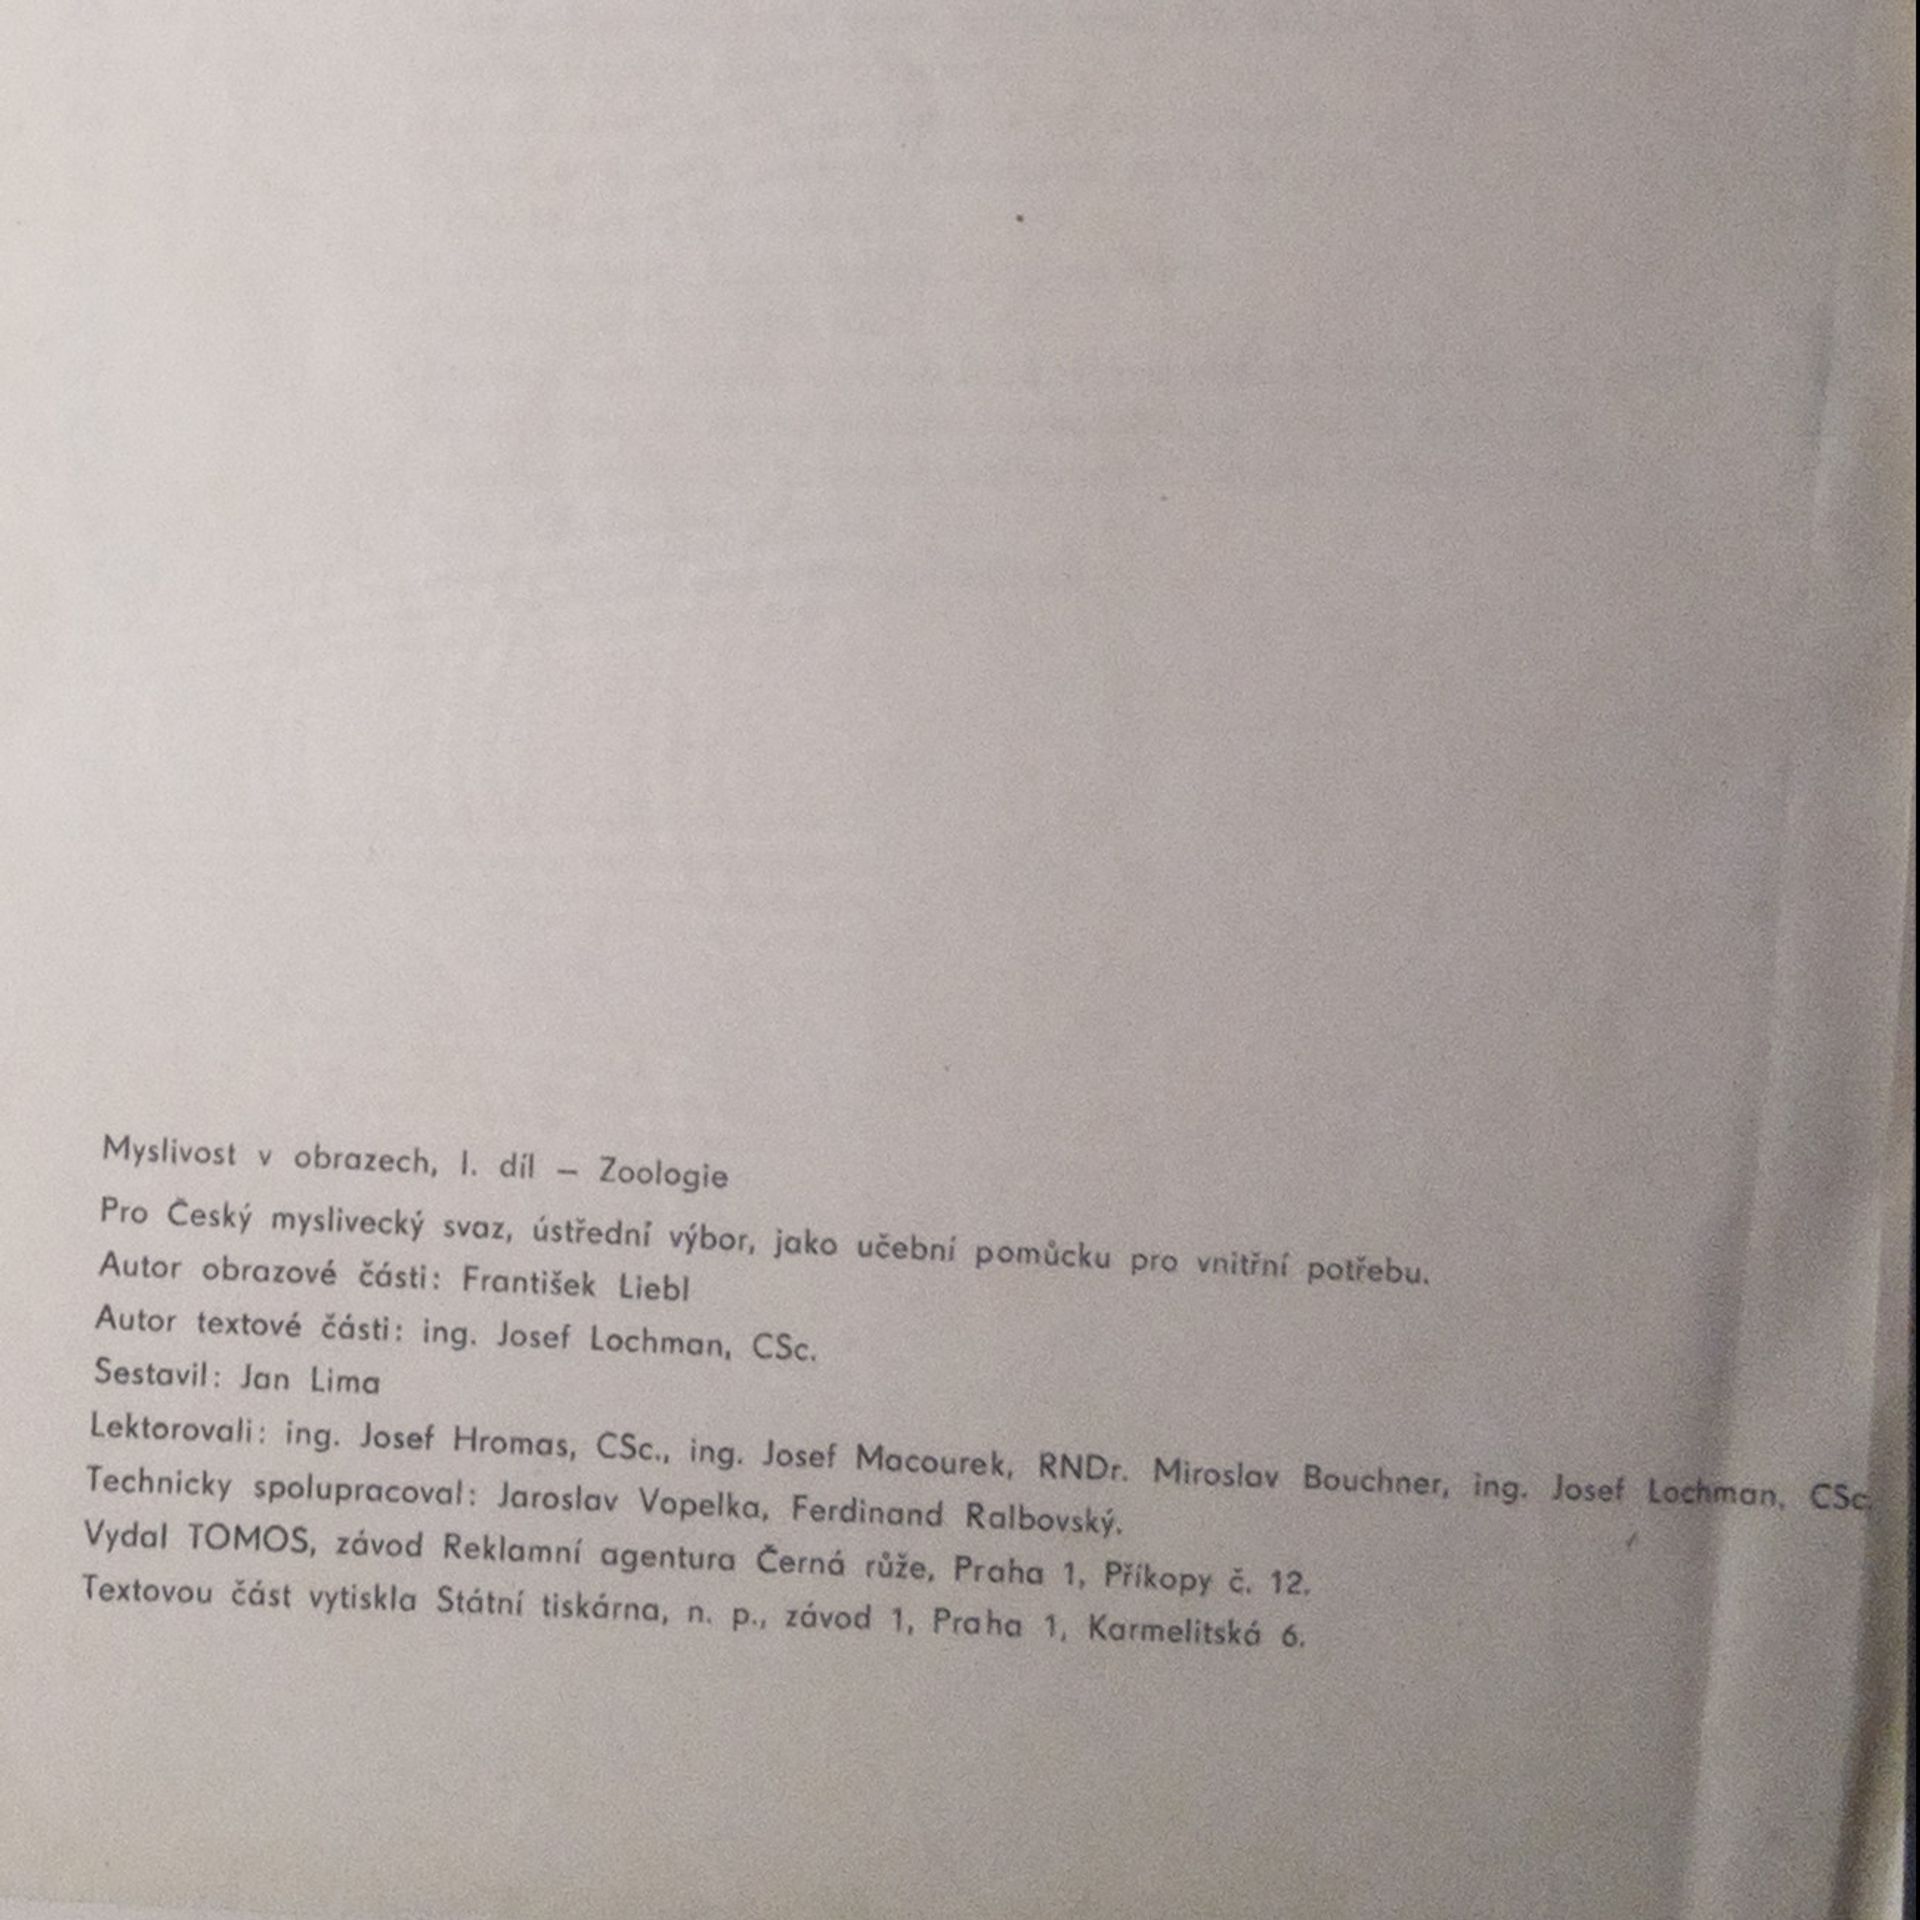 Myslivost v obrazech, I. díl – Zoologie
Pro Český myslivecký svaz, ústřední výbor, jako učební pomůcku pro vnitřní potřebu.
Autor obrazové části: František Liebl
Autor textové části: ing. Josef Lochman, CSc.
Sestavil: Jan Lima
Lektorovali: ing. Josef Hromas, CSc., ing. Josef Macourek, RNDr. Miroslav Bouchner, ing. Josef Lochman, CSc.
Technicky spolupracoval: Jaroslav Vopelka, Ferdinand Ralbovský.
Vydal TOMOS, závod Reklamní agentura Černá růže, Praha 1, Příkopy č. 12.
Textovou část vytiskla Státní tiskárna, n. p., závod 1, Praha 1, Karmelitská 6.